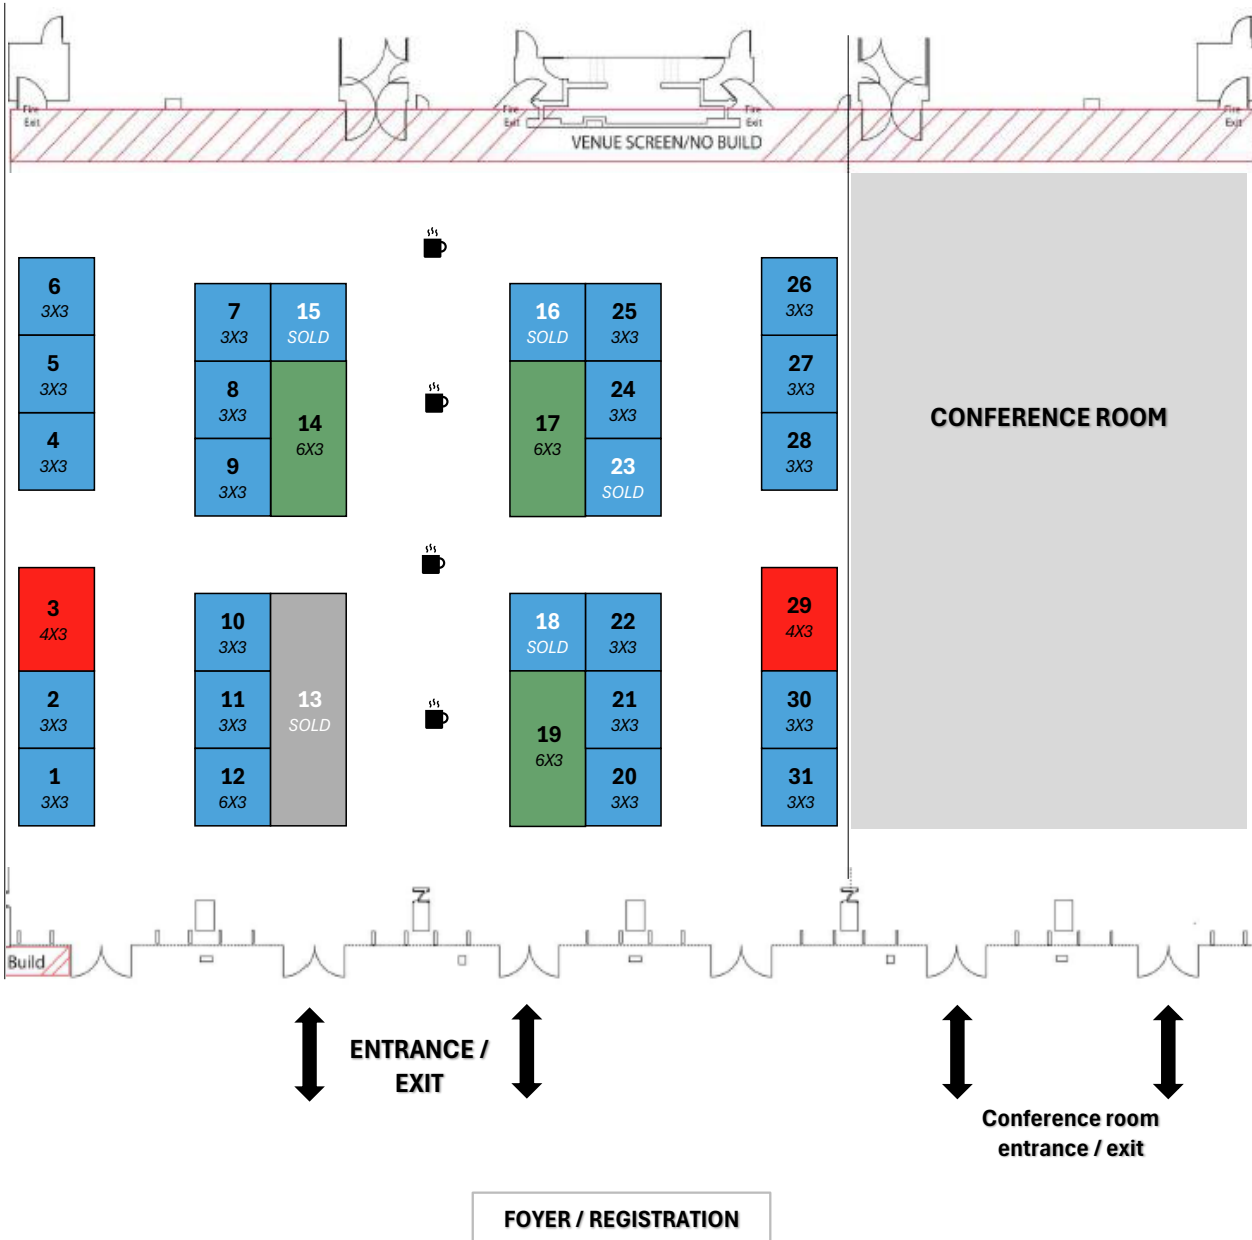 Fire
Exit
Fire
Exit
Fire
Exit
Fire
Exit
VENUE SCREEN/NO BUILD
6
3X3
5
3X3
4
3X3
7
3X3
15
SOLD
8
3X3
14
6X3
9
3X3
16
SOLD
25
3X3
17
6X3
24
3X3
23
SOLD
26
3X3
27
3X3
28
3X3
CONFERENCE ROOM
3
4X3
2
3X3
1
3X3
10
3X3
11
3X3
12
6X3
13
SOLD
18
SOLD
22
3X3
19
6X3
21
3X3
20
3X3
29
4X3
30
3X3
31
3X3
Build
ENTRANCE /
EXIT
Conference room
entrance / exit
FOYER / REGISTRATION